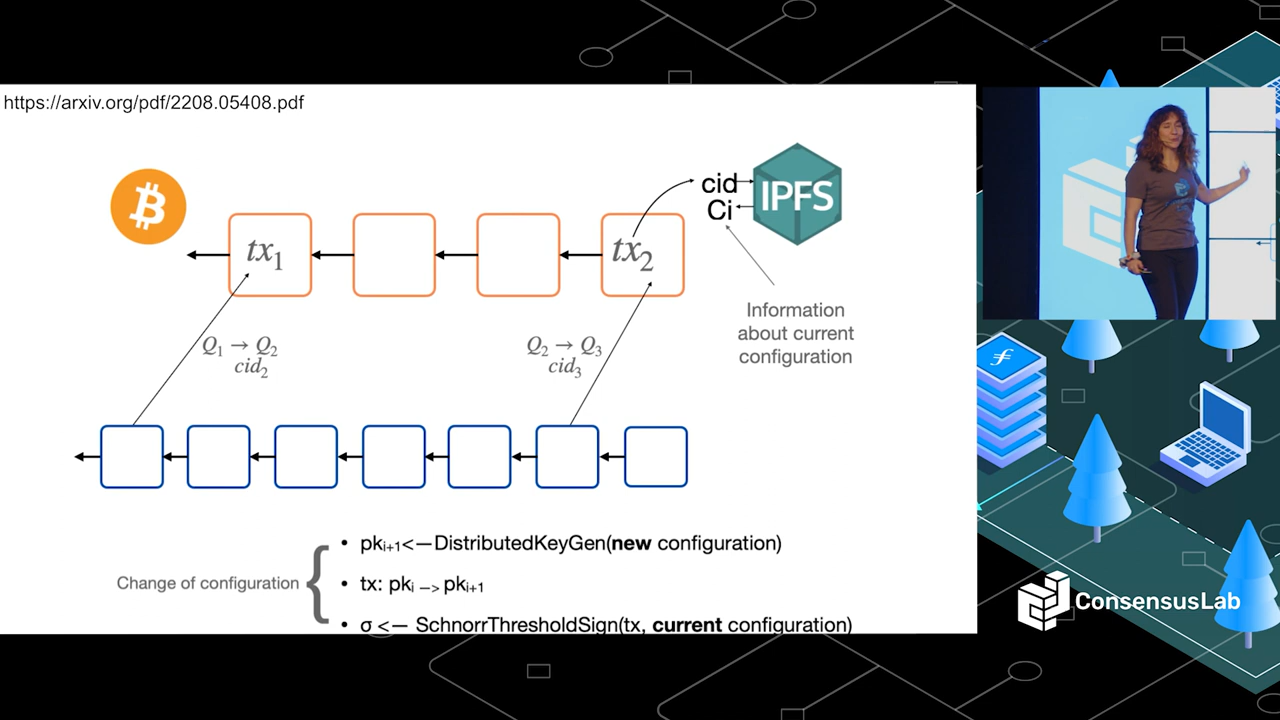 https://arxiv.org/pdf/2208.05408.pdf
cid
Ci
IPFS
tx₁
tx₂
Q₁ → Q₂
cid₂
Q₂ → Q₃
cid₃
Information
about current
configuration
Change of configuration
• pkᵢ₊₁<—DistributedKeyGen(new configuration)
• tx: pkᵢ —> pkᵢ₊₁
• σ <— SchnorrThresholdSign(tx, current configuration)
ConsensusLab